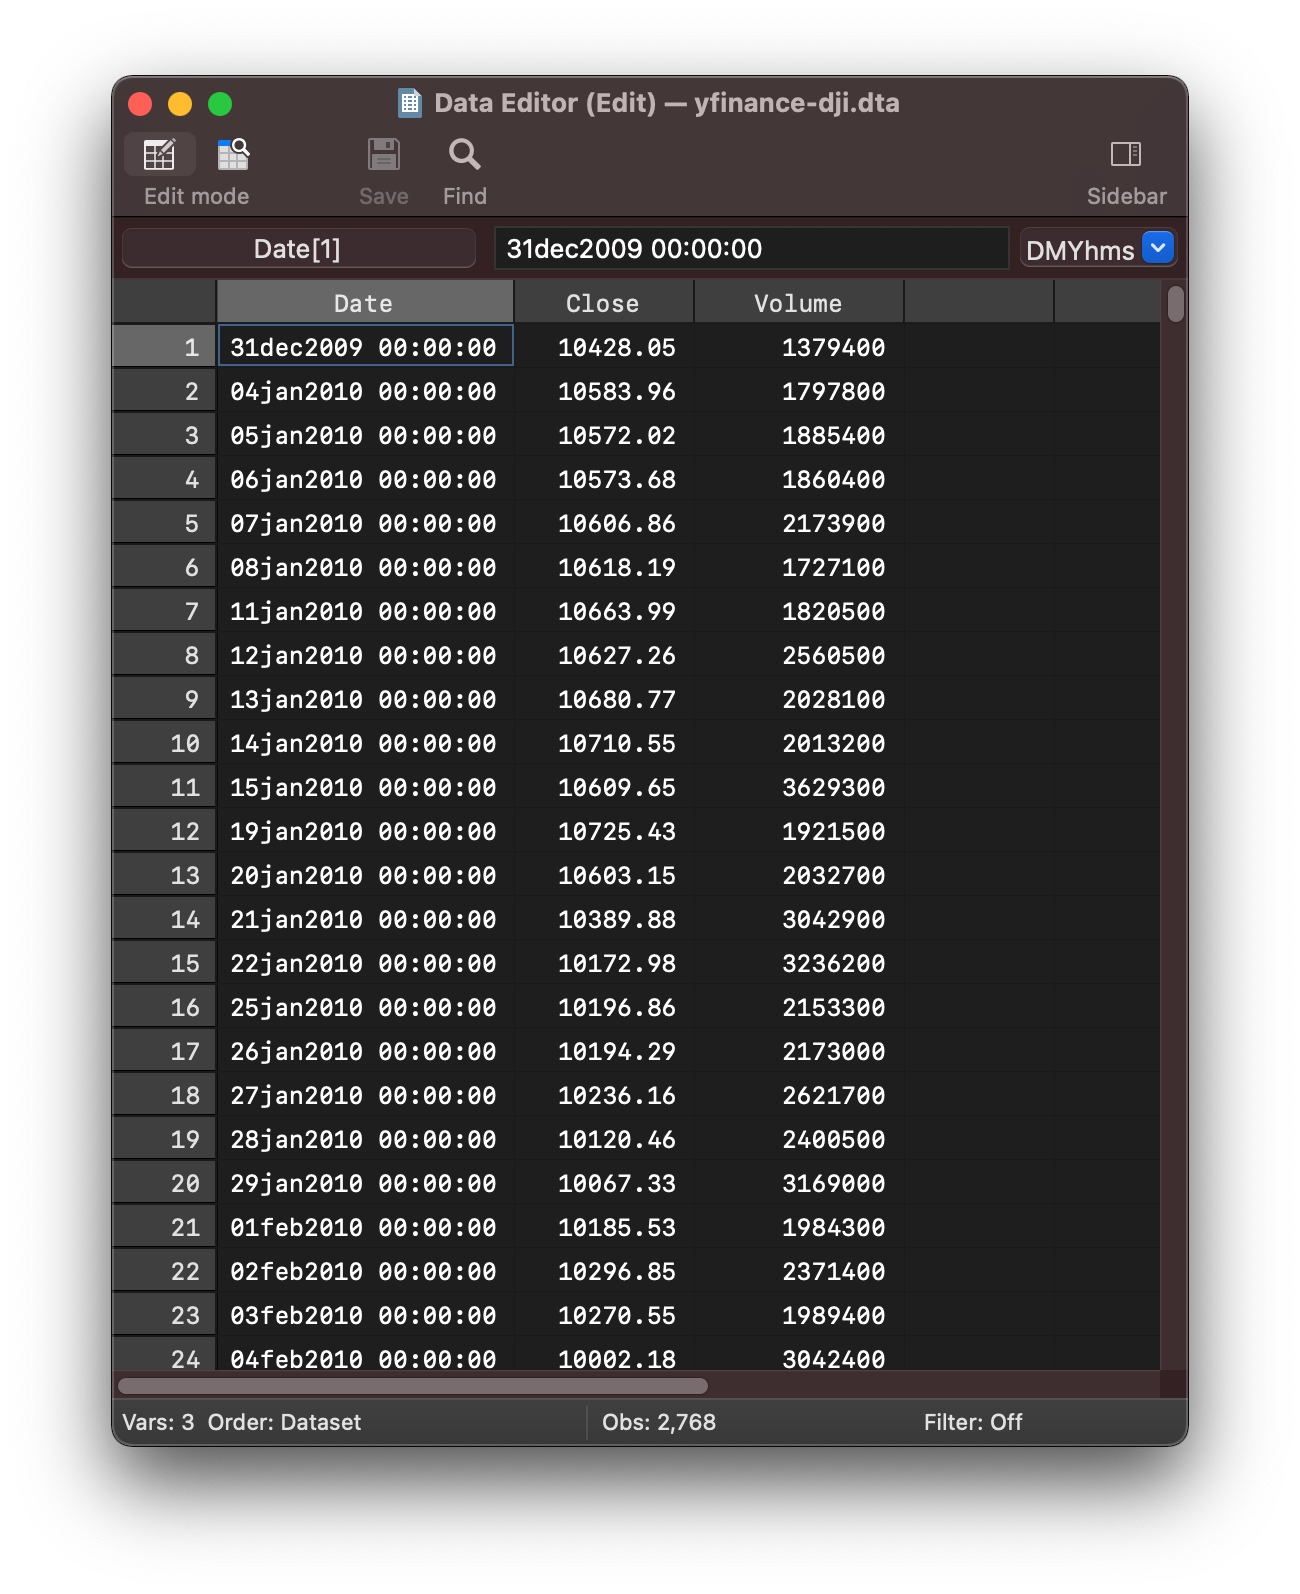 Data Editor (Edit) — yfinance-dji.dta
Edit mode Save Find Sidebar
Date[1] 31dec2009 00:00:00 DMYhms
Date Close Volume
1 31dec2009 00:00:00 10428.05 1379400
2 04jan2010 00:00:00 10583.96 1797800
3 05jan2010 00:00:00 10572.02 1885400
4 06jan2010 00:00:00 10573.68 1860400
5 07jan2010 00:00:00 10606.86 2173900
6 08jan2010 00:00:00 10618.19 1727100
7 11jan2010 00:00:00 10663.99 1820500
8 12jan2010 00:00:00 10627.26 2560500
9 13jan2010 00:00:00 10680.77 2028100
10 14jan2010 00:00:00 10710.55 2013200
11 15jan2010 00:00:00 10609.65 3629300
12 19jan2010 00:00:00 10725.43 1921500
13 20jan2010 00:00:00 10603.15 2032700
14 21jan2010 00:00:00 10389.88 3042900
15 22jan2010 00:00:00 10172.98 3236200
16 25jan2010 00:00:00 10196.86 2153300
17 26jan2010 00:00:00 10194.29 2173000
18 27jan2010 00:00:00 10236.16 2621700
19 28jan2010 00:00:00 10120.46 2400500
20 29jan2010 00:00:00 10067.33 3169000
21 01feb2010 00:00:00 10185.53 1984300
22 02feb2010 00:00:00 10296.85 2371400
23 03feb2010 00:00:00 10270.55 1989400
24 04feb2010 00:00:00 10002.18 3042400
Vars: 3 Order: Dataset Obs: 2,768 Filter: Off